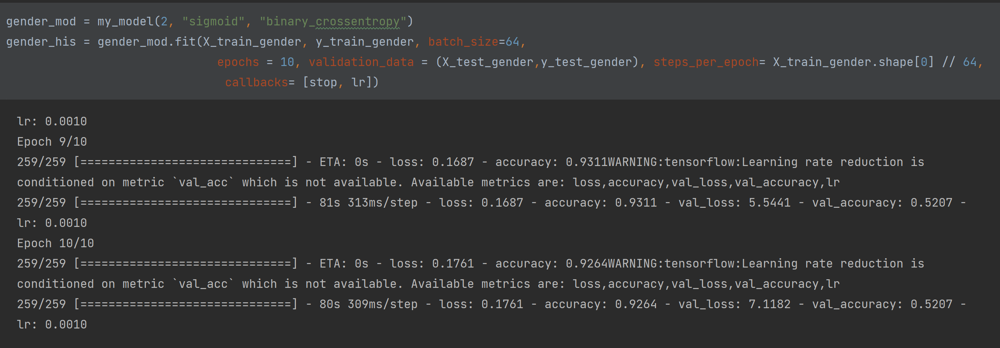 gender_mod = my_model(2, "sigmoid", "binary_crossentropy")
gender_his = gender_mod.fit(X_train_gender, y_train_gender, batch_size=64,
epochs = 10, validation_data = (X_test_gender,y_test_gender), steps_per_epoch= X_train_gender.shape[0] // 64,
callbacks= [stop, lr])
lr: 0.0010
Epoch 9/10
259/259 [==============================] - ETA: 0s - loss: 0.1687 - accuracy: 0.9311WARNING:tensorflow:Learning rate reduction is
conditioned on metric `val_acc` which is not available. Available metrics are: loss,accuracy,val_loss,val_accuracy,lr
259/259 [==============================] - 81s 313ms/step - loss: 0.1687 - accuracy: 0.9311 - val_loss: 5.5441 - val_accuracy: 0.5207 -
lr: 0.0010
Epoch 10/10
259/259 [==============================] - ETA: 0s - loss: 0.1761 - accuracy: 0.9264WARNING:tensorflow:Learning rate reduction is
conditioned on metric `val_acc` which is not available. Available metrics are: loss,accuracy,val_loss,val_accuracy,lr
259/259 [==============================] - 80s 309ms/step - loss: 0.1761 - accuracy: 0.9264 - val_loss: 7.1182 - val_accuracy: 0.5207 -
lr: 0.0010